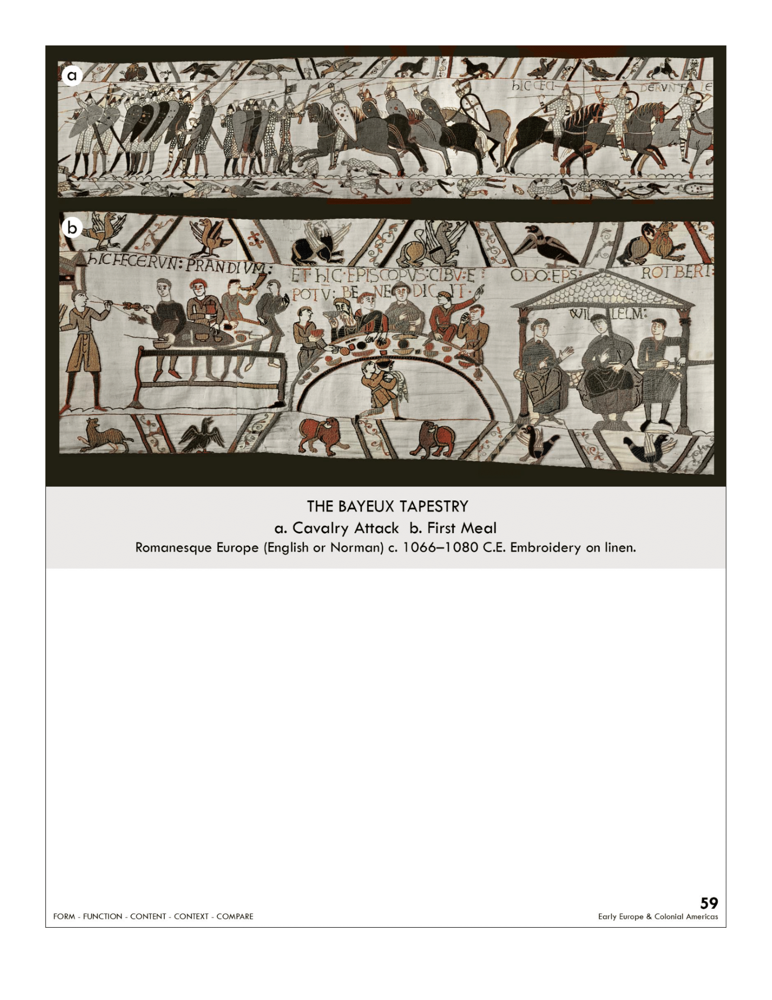 a
hIC CECI
DERVNT
LE
b
hIC FECERVN: PRANDIVM:
ET· hIC· EPISCOPVS: CIBV: E
POTV: BE NE DIC IT·
ODO: EPS:
ROTBERT:
WIL LELM:
THE BAYEUX TAPESTRY
a. Cavalry Attack b. First Meal
Romanesque Europe (English or Norman) c. 1066–1080 C.E. Embroidery on linen.
59
FORM - FUNCTION - CONTENT - CONTEXT - COMPARE
Early Europe & Colonial Americas